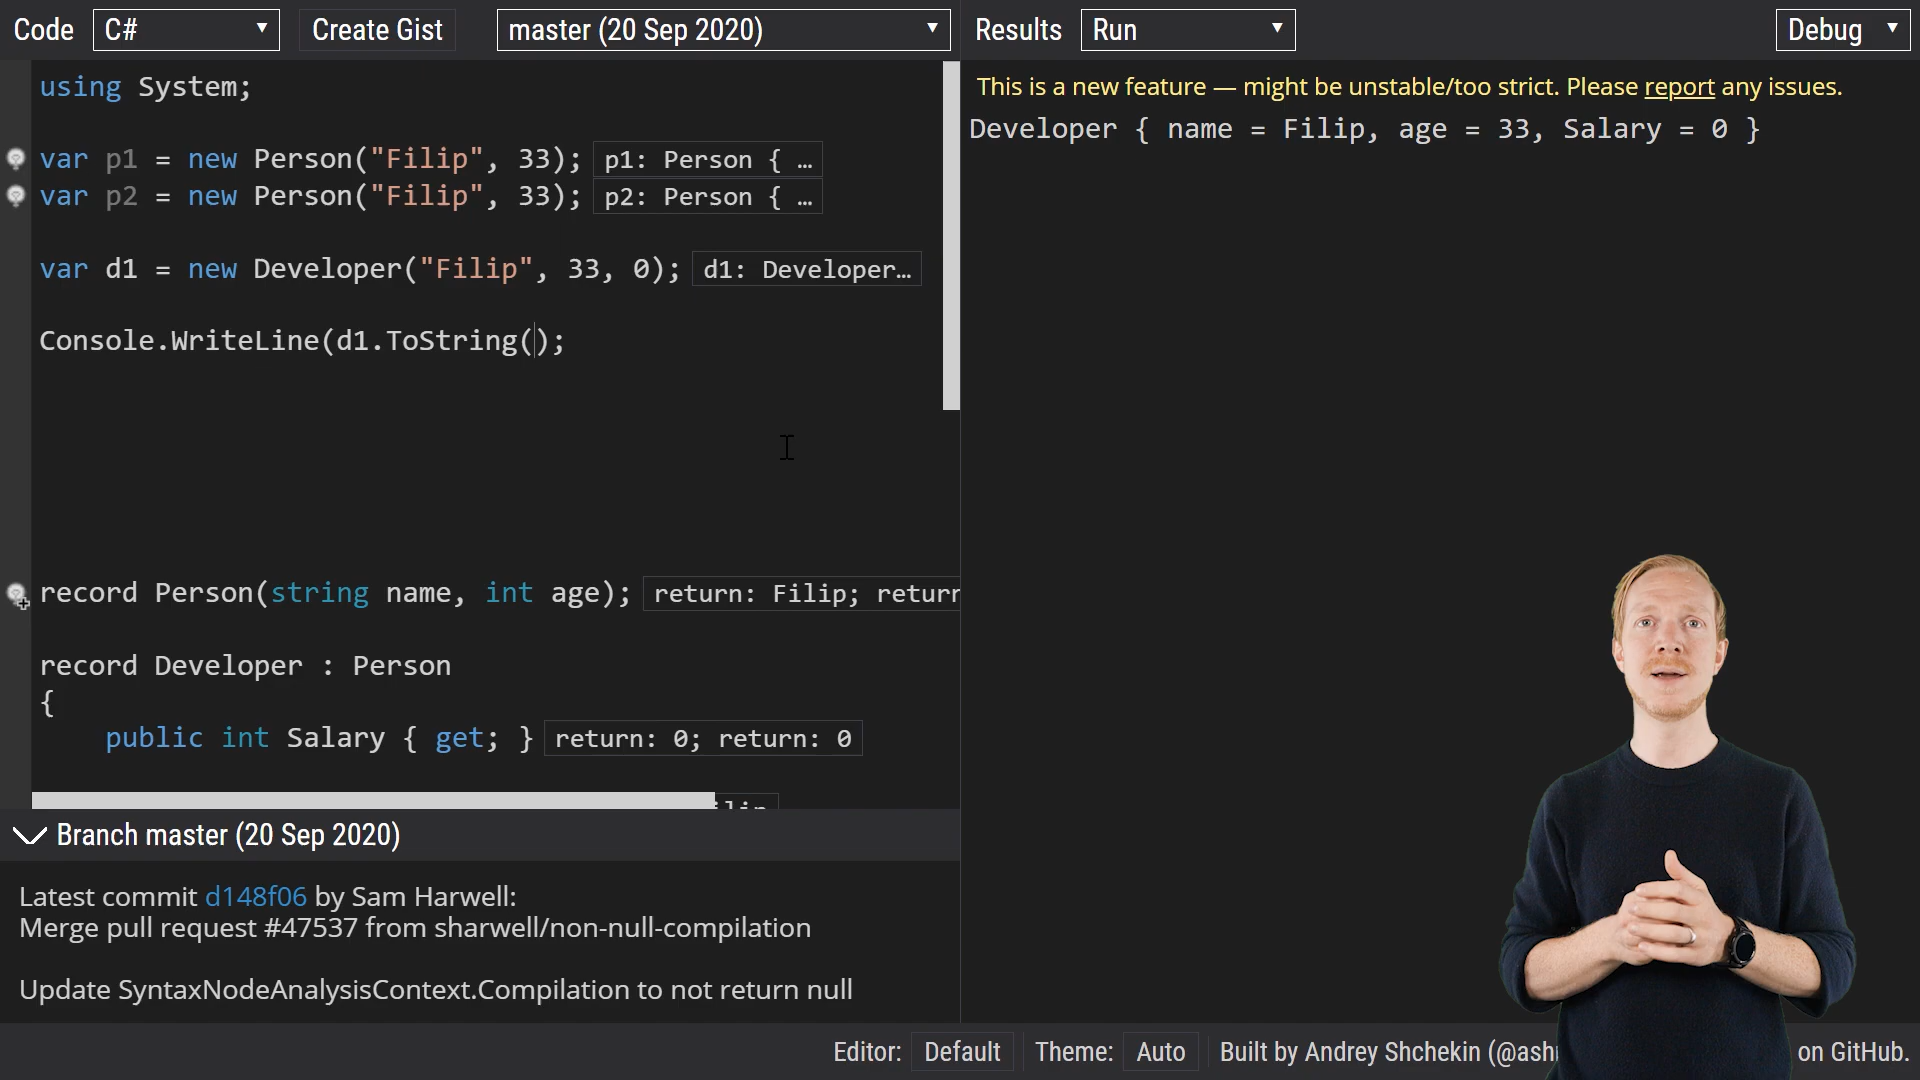 Code C# Create Gist master (20 Sep 2020)
Results Run Debug
using System;
var p1 = new Person("Filip", 33); p1: Person { …
var p2 = new Person("Filip", 33); p2: Person { …
var d1 = new Developer("Filip", 33, 0); d1: Developer…
Console.WriteLine(d1.ToString();
record Person(string name, int age); return: Filip; return
record Developer : Person
{
public int Salary { get; } return: 0; return: 0
Branch master (20 Sep 2020)
Latest commit d148f06 by Sam Harwell:
Merge pull request #47537 from sharwell/non-null-compilation
Update SyntaxNodeAnalysisContext.Compilation to not return null
This is a new feature — might be unstable/too strict. Please report any issues.
Developer { name = Filip, age = 33, Salary = 0 }
Editor: Default Theme: Auto Built by Andrey Shchekin (@ash on GitHub.